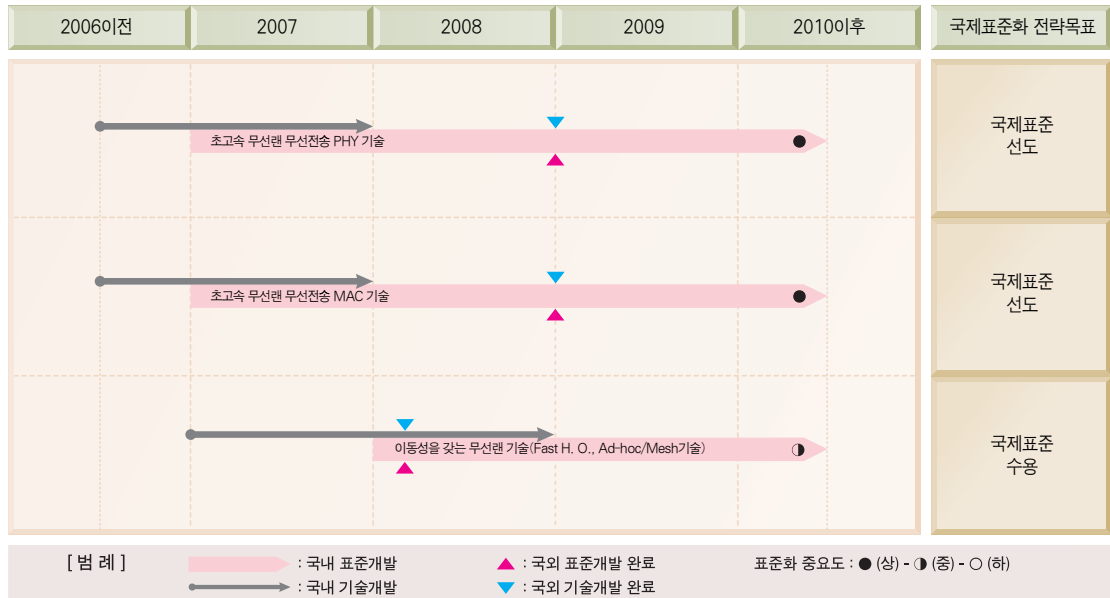 2006이전
2007
2008
2009
2010이후
국제표준화 전략목표
초고속 무선랜 무선전송 PHY 기술
국제표준
선도
초고속 무선랜 무선전송 MAC 기술
국제표준
선도
이동성을 갖는 무선랜 기술(Fast H. O., Ad-hoc/Mesh기술)
국제표준
수용
[ 범 례 ]
: 국내 표준개발
: 국외 표준개발 완료
표준화 중요도 : ● (상) - ◑ (중) - ○ (하)
: 국내 기술개발
: 국외 기술개발 완료